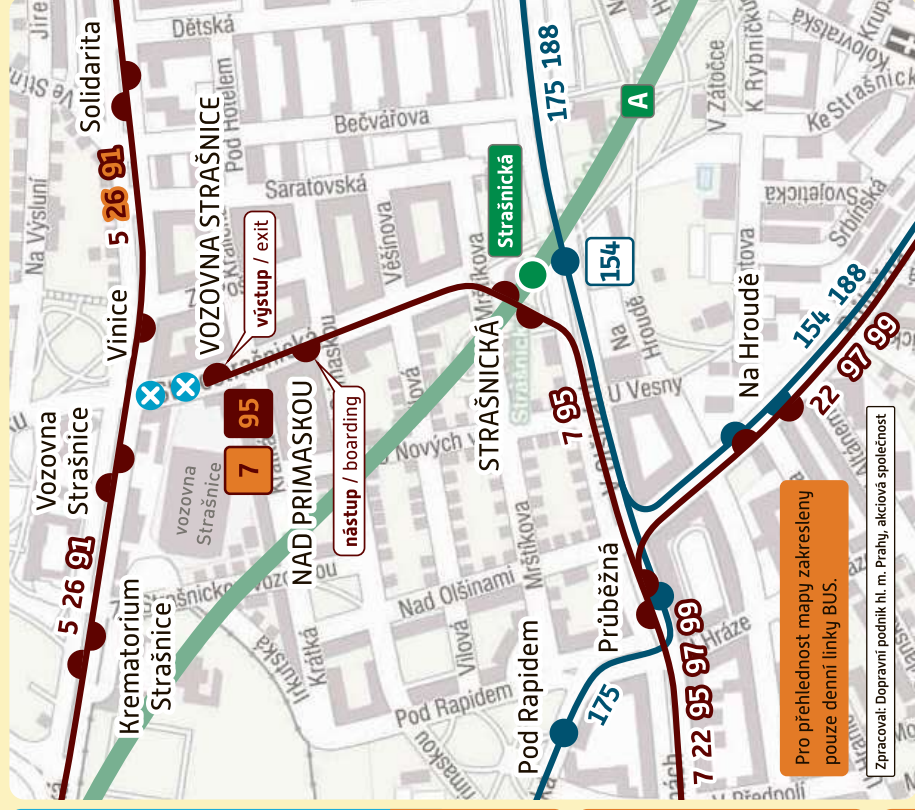 Solidarita
5 26 91
Vinice
Vozovna
Strašnice
5 26 91
Krematorium
Strašnice
VOZOVNA STRAŠNICE
výstup / exit
7
95
NAD PRIMASKOU
nástup / boarding
vozovna
Strašnice
STRAŠNICKÁ
Strašnická
A
154
175 188
7 95
Na Hroudě
154 188
22 97 99
Průběžná
7 22 95 97 99
Pod Rapidem
175
Dětská
Pod Hotelem
Bečvářova
Saratovská
Věšínova
Na Výsluní
V Zátočce
K Rybníčku
Ke Strašnick
Kolovratská
Svojetická
Srbínská
Na
Hroudě
U Vesny
Mrštíkova
Nad Olšinami
Vilová
Krátká
Irkutská
Pod Rapidem
Pro přehlednost mapy zakresleny
pouze denní linky BUS.
Zpracoval: Dopravní podnik hl. m. Prahy, akciová společnost